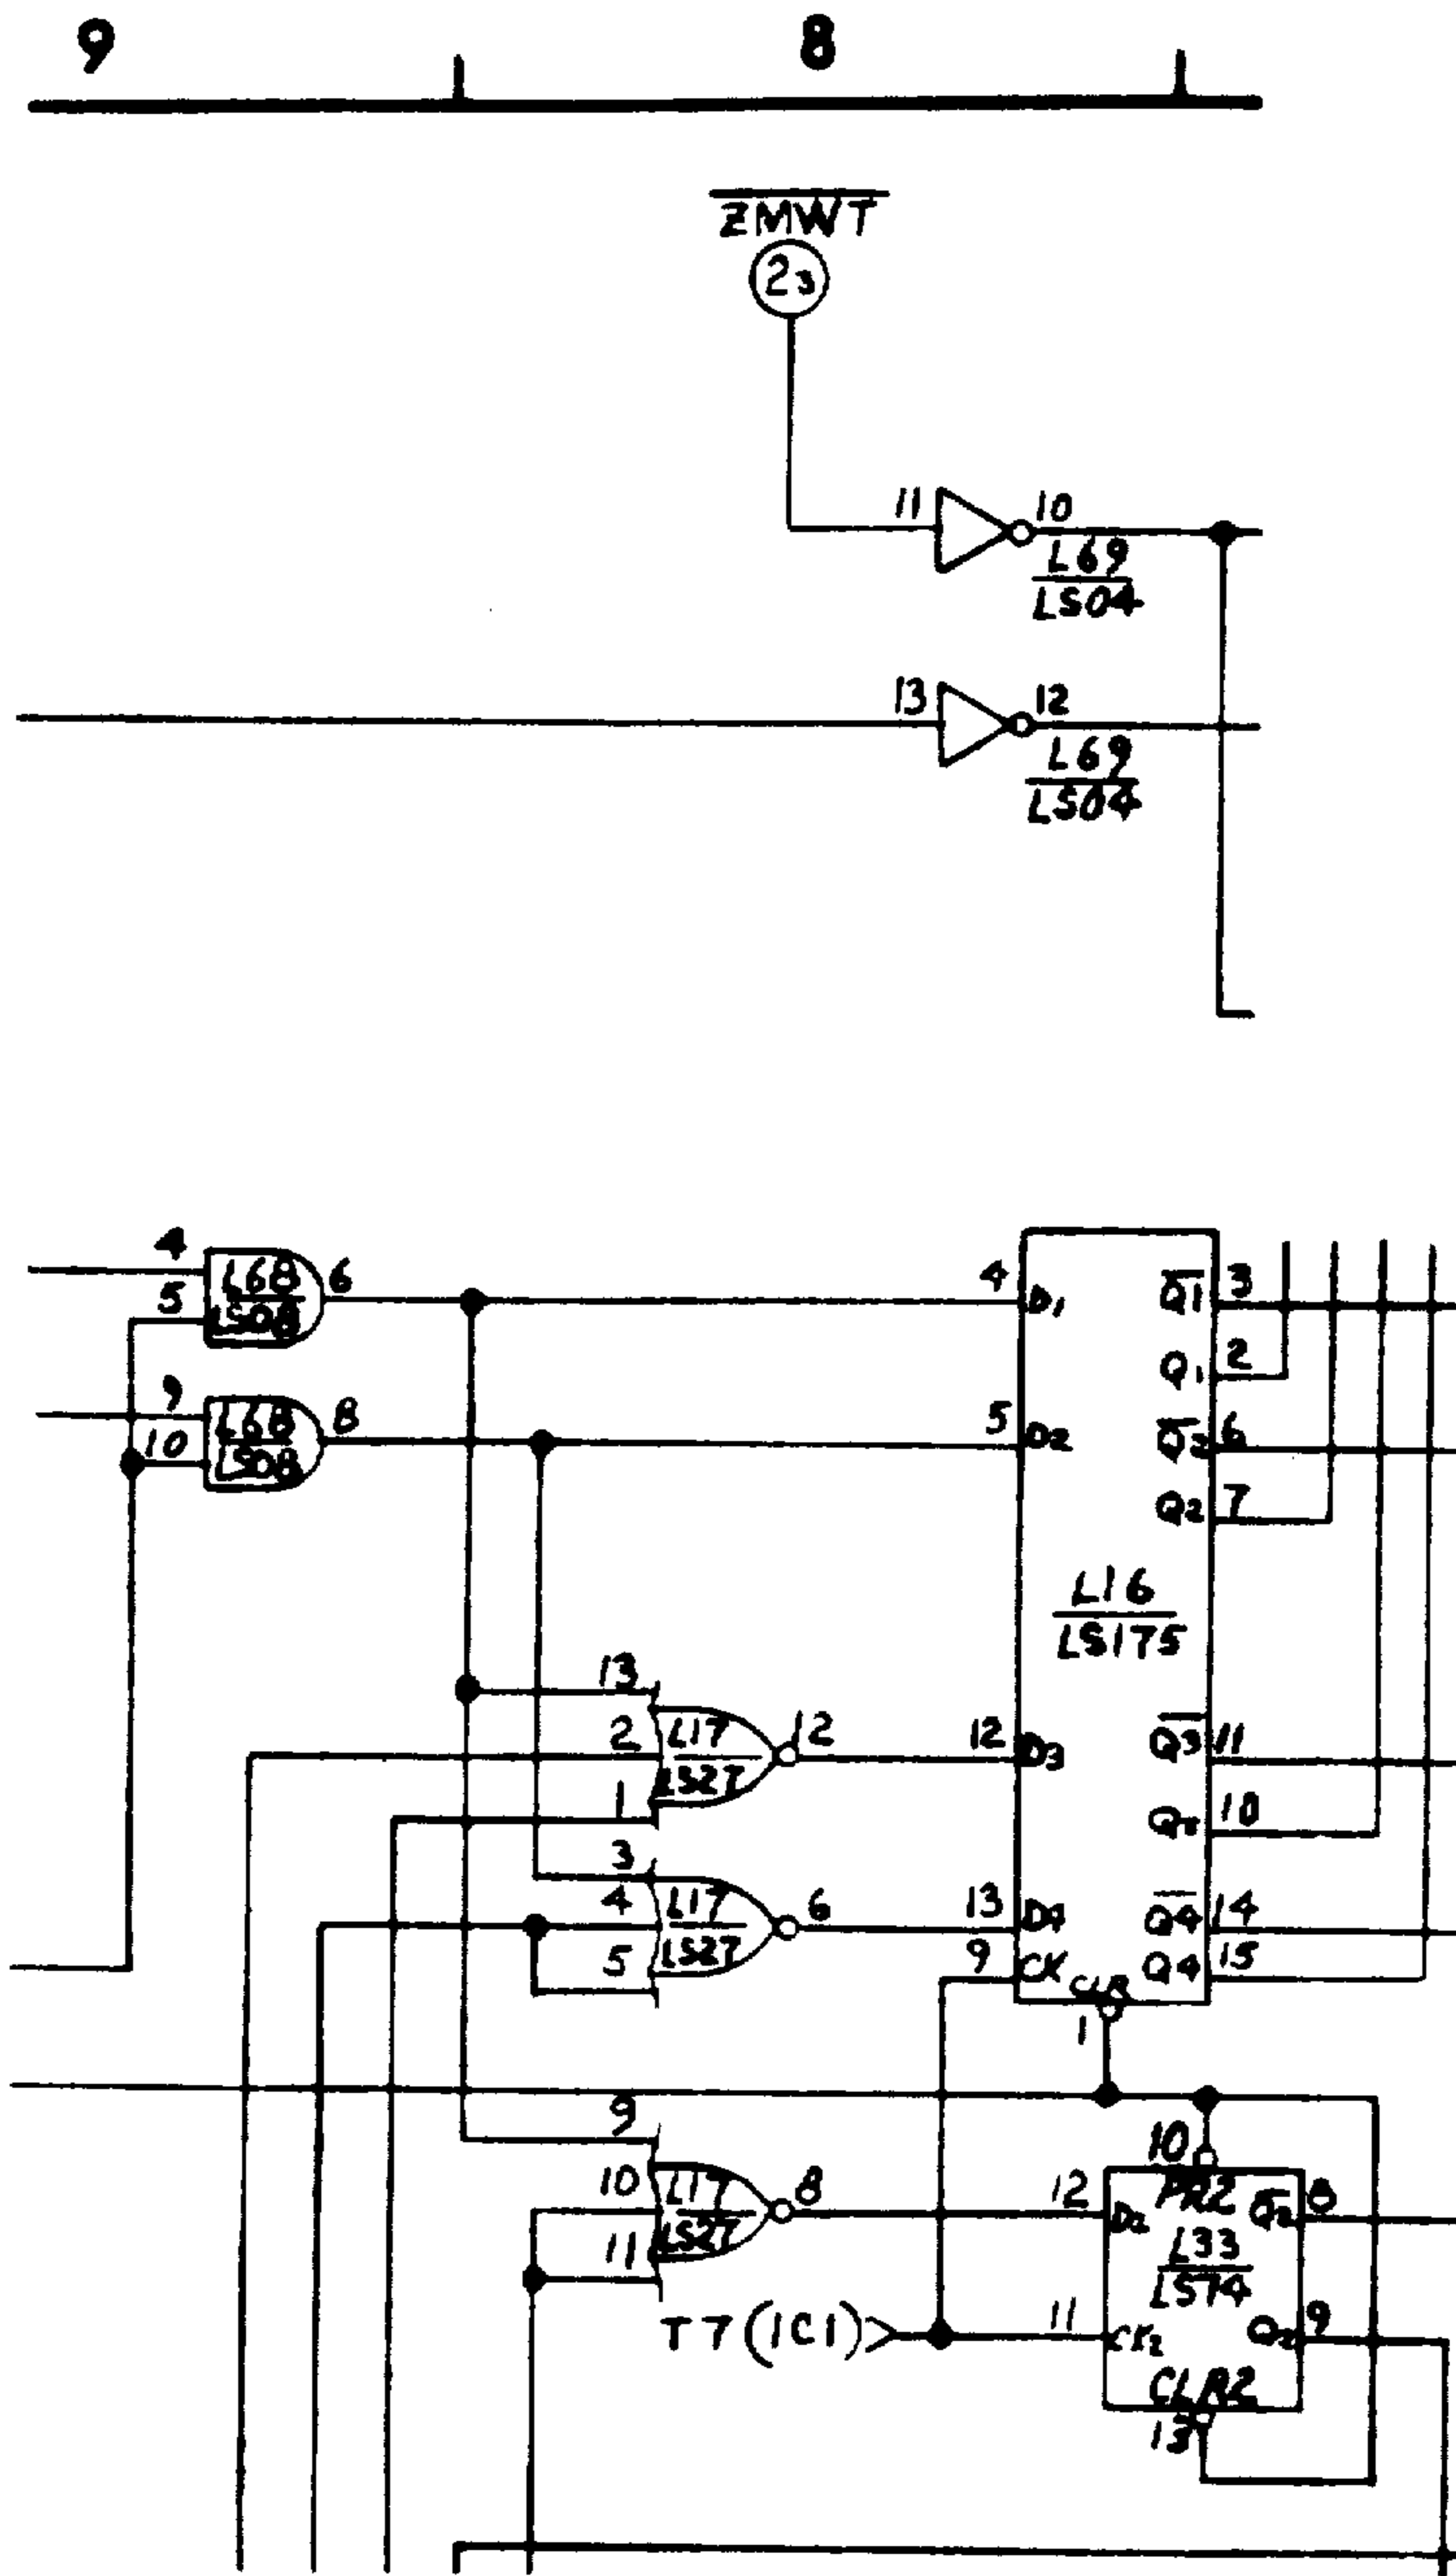 9 8
ZMWT
23
11 10
L69
LS04
13 12
L69
LS04
4 L68 6
5 LS08
4 D1 Q1 3
Q1 2
9 L68 8
10 LS08
5 D2 6
Q2 7
L16
LS175
13
2 L17 12
1 LS27
12 D3 Q3 11
10
3
4 L17 6
5 LS27
13 D4 Q4 14
9 CK CLR Q4 15
1
9
10 L17 8
11 LS27
10
12 D2 PR2 Q2 8
L33
LS74
T7(1C1)
11 CK2 Q2 9
CLR2
13